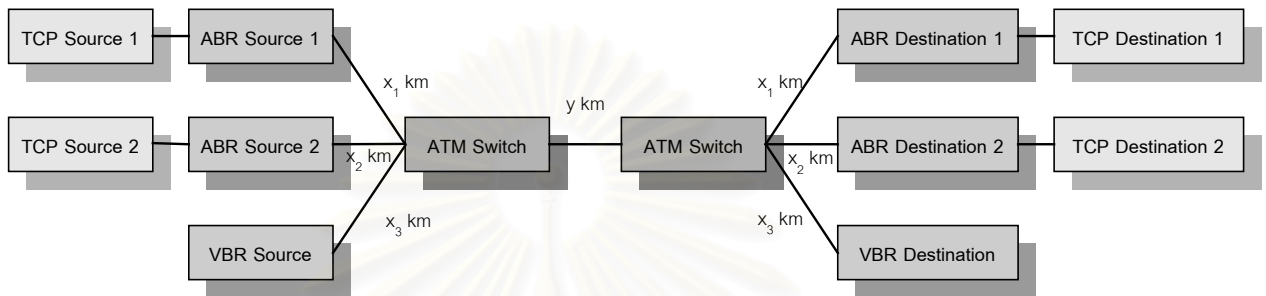 TCP Source 1
ABR Source 1
ABR Destination 1
TCP Destination 1
x₁ km
y km
x₁ km
TCP Source 2
ABR Source 2
x₂ km
ATM Switch
ATM Switch
x₂ km
ABR Destination 2
TCP Destination 2
x₃ km
x₃ km
VBR Source
VBR Destination